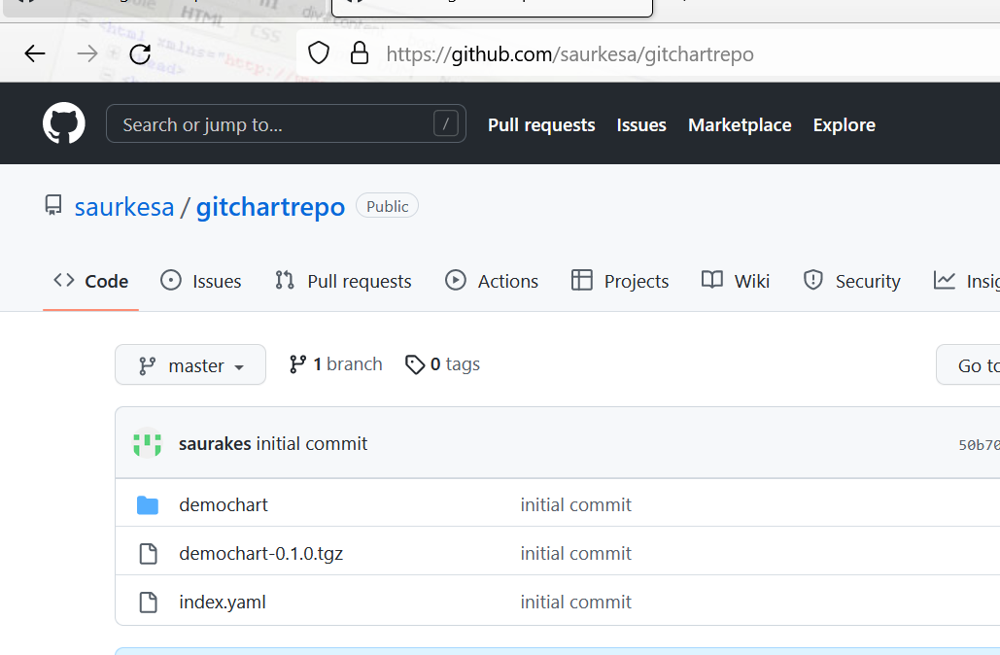 https://github.com/saurkesa/gitchartrepo
Search or jump to... / Pull requests Issues Marketplace Explore
saurkesa / gitchartrepo Public
Code Issues Pull requests Actions Projects Wiki Security
master 1 branch 0 tags Go
saurakes initial commit 50b70
demochart initial commit
demochart-0.1.0.tgz initial commit
index.yaml initial commit